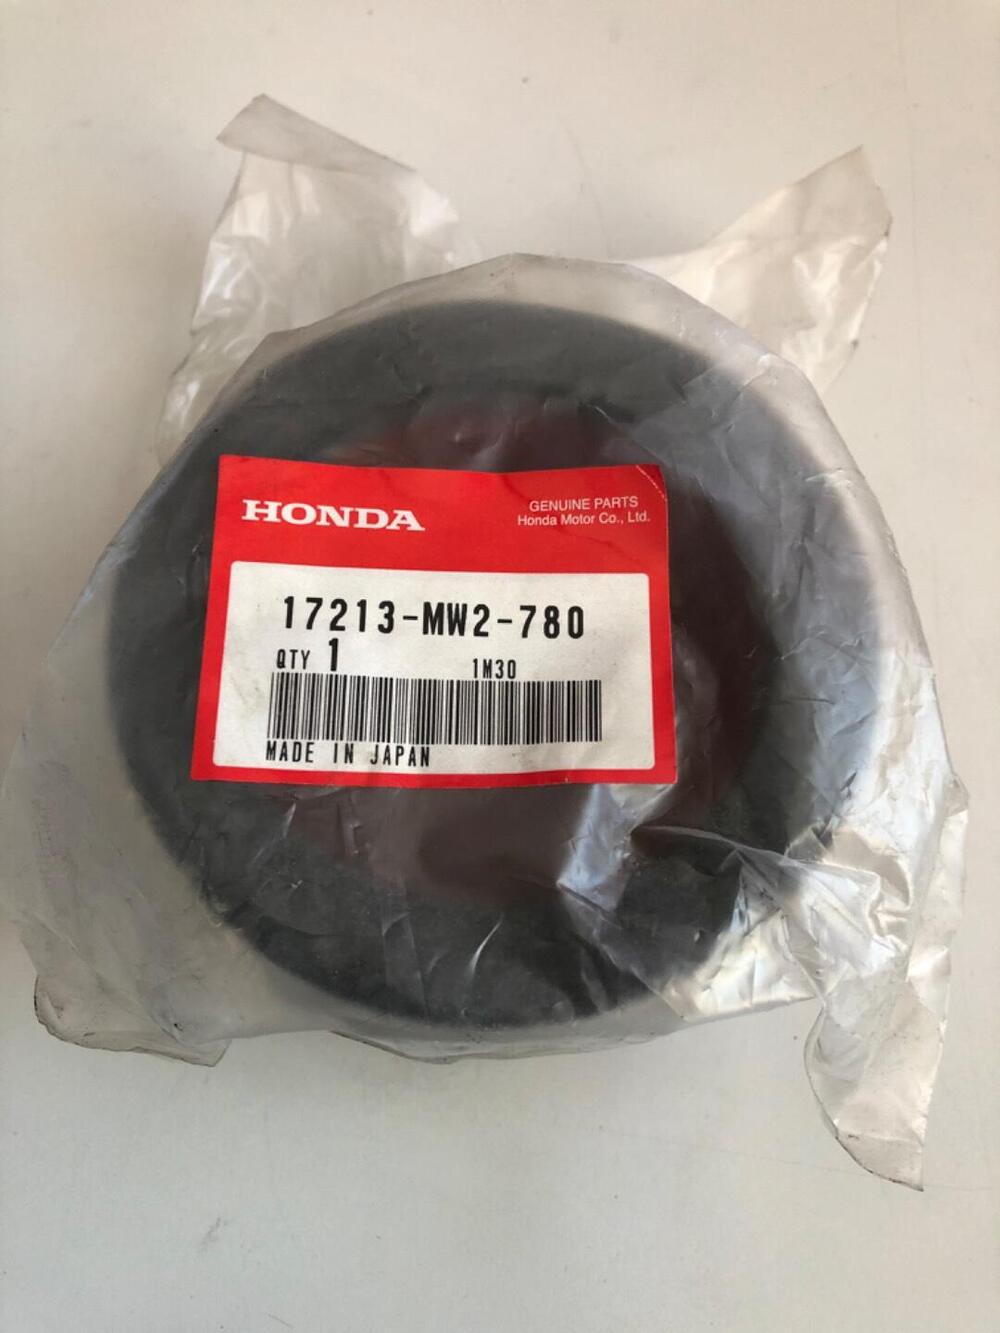 HONDA
GENUINE PARTS
Honda Motor Co., Ltd.
17213-MW2-780
QTY 1
1M30
MADE IN JAPAN